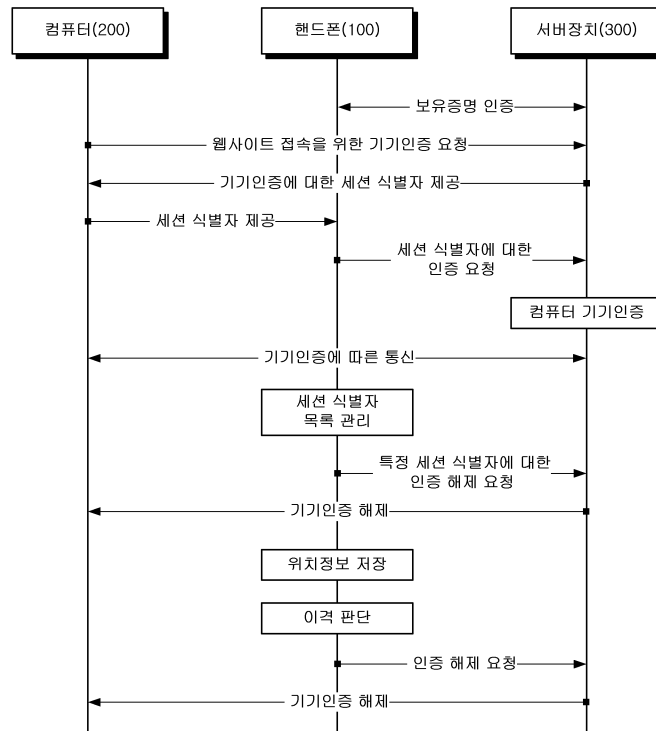 컴퓨터(200)
핸드폰(100)
서버장치(300)
보유증명 인증
웹사이트 접속을 위한 기기인증 요청
기기인증에 대한 세션 식별자 제공
세션 식별자 제공
세션 식별자에 대한
인증 요청
컴퓨터 기기인증
기기인증에 따른 통신
세션 식별자
목록 관리
특정 세션 식별자에 대한
인증 해제 요청
기기인증 해제
위치정보 저장
이격 판단
인증 해제 요청
기기인증 해제